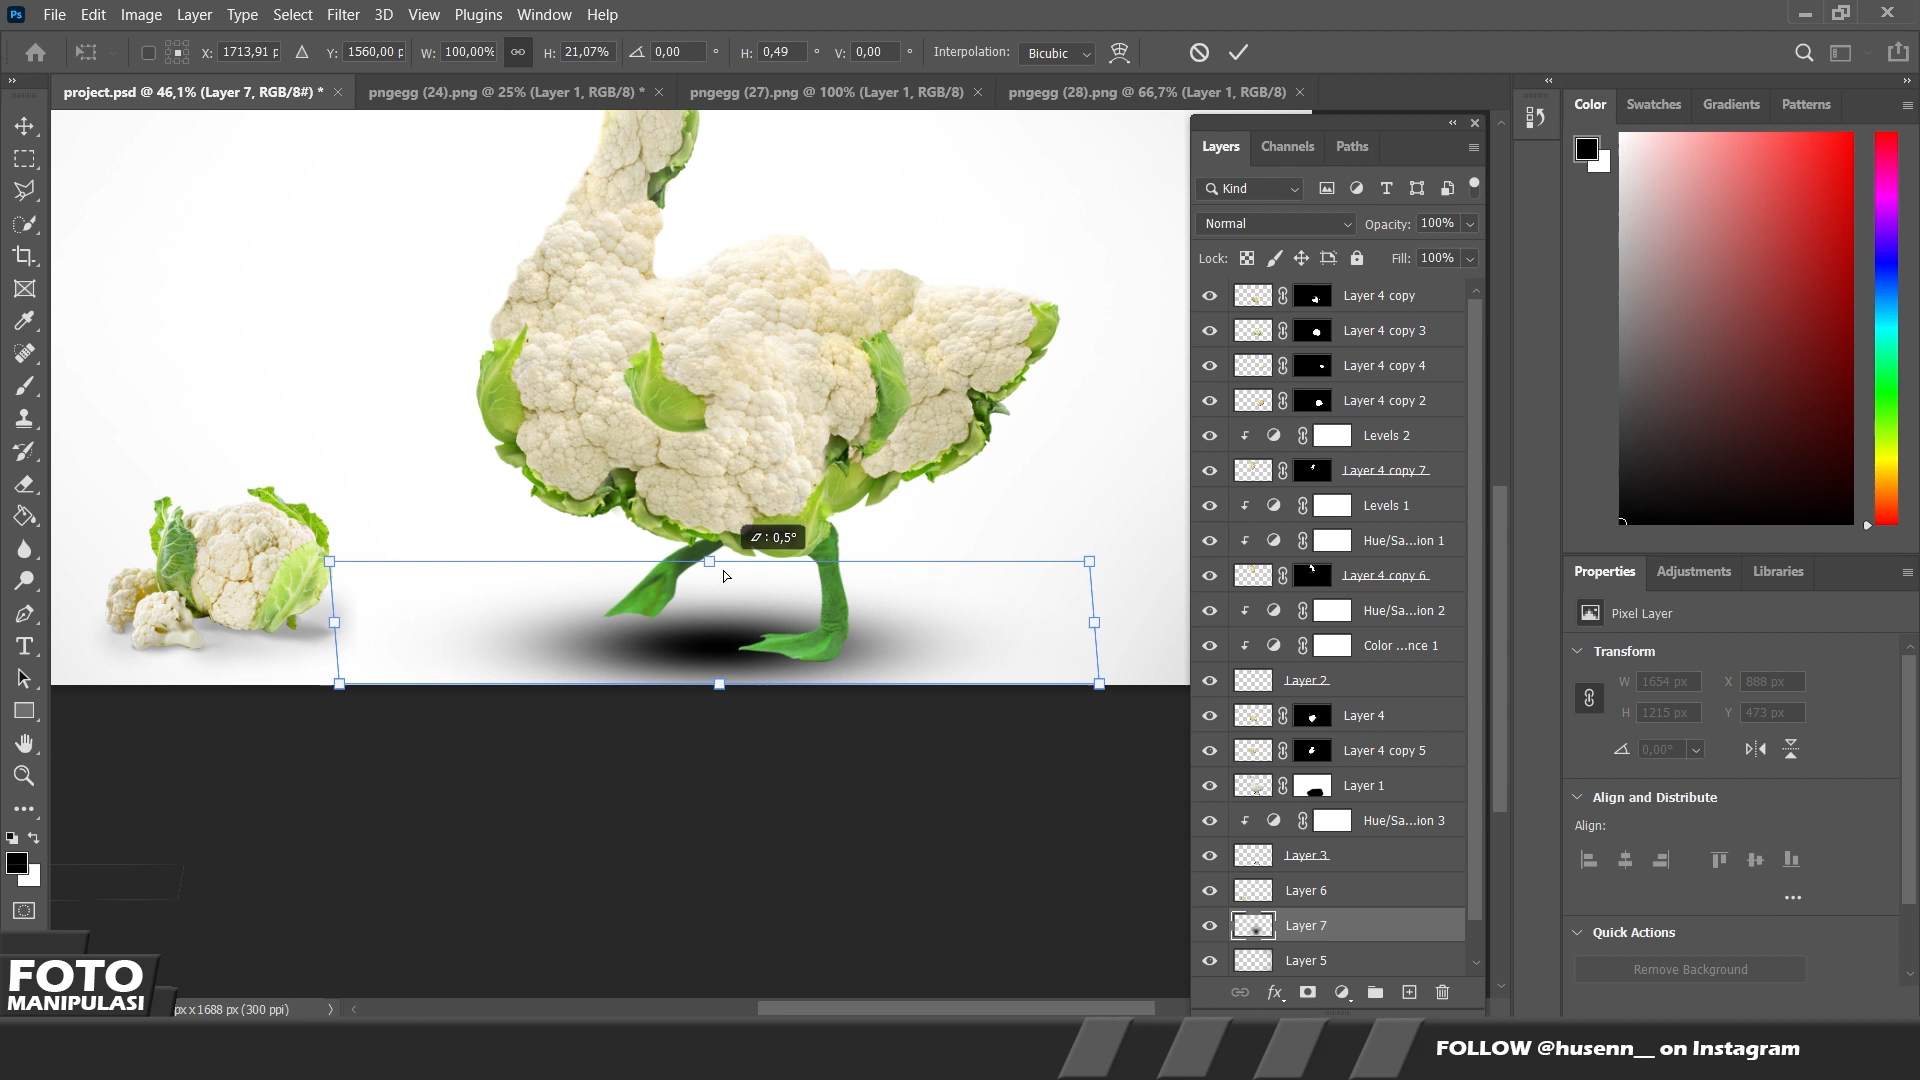 Ps File Edit Image Layer Type Select Filter 3D View Plugins Window Help
X: 1713,91 p Y: 1560,00 p W: 100,00% H: 21,07% 0,00 ° H: 0,49 ° V: 0,00 ° Interpolation: Bicubic
project.psd @ 46,1% (Layer 7, RGB/8#) * pngegg (24).png @ 25% (Layer 1, RGB/8) * pngegg (27).png @ 100% (Layer 1, RGB/8) pngegg (28).png @ 66,7% (Layer 1, RGB/8)
: 0,5°
px x 1688 px (300 ppi)
Layers Channels Paths
Kind
Normal Opacity: 100%
Lock: Fill: 100%
Layer 4 copy
Layer 4 copy 3
Layer 4 copy 4
Layer 4 copy 2
Levels 2
Layer 4 copy 7
Levels 1
Hue/Sa...ion 1
Layer 4 copy 6
Hue/Sa...ion 2
Color ...nce 1
Layer 2
Layer 4
Layer 4 copy 5
Layer 1
Hue/Sa...ion 3
Layer 3
Layer 6
Layer 7
Layer 5
fx
Color Swatches Gradients Patterns
Properties Adjustments Libraries
Pixel Layer
Transform
W 1654 px X 888 px
H 1215 px Y 473 px
0,00°
Align and Distribute
Align:
Quick Actions
Remove Background
FOTO
MANIPULASI
FOLLOW @husenn__ on Instagram